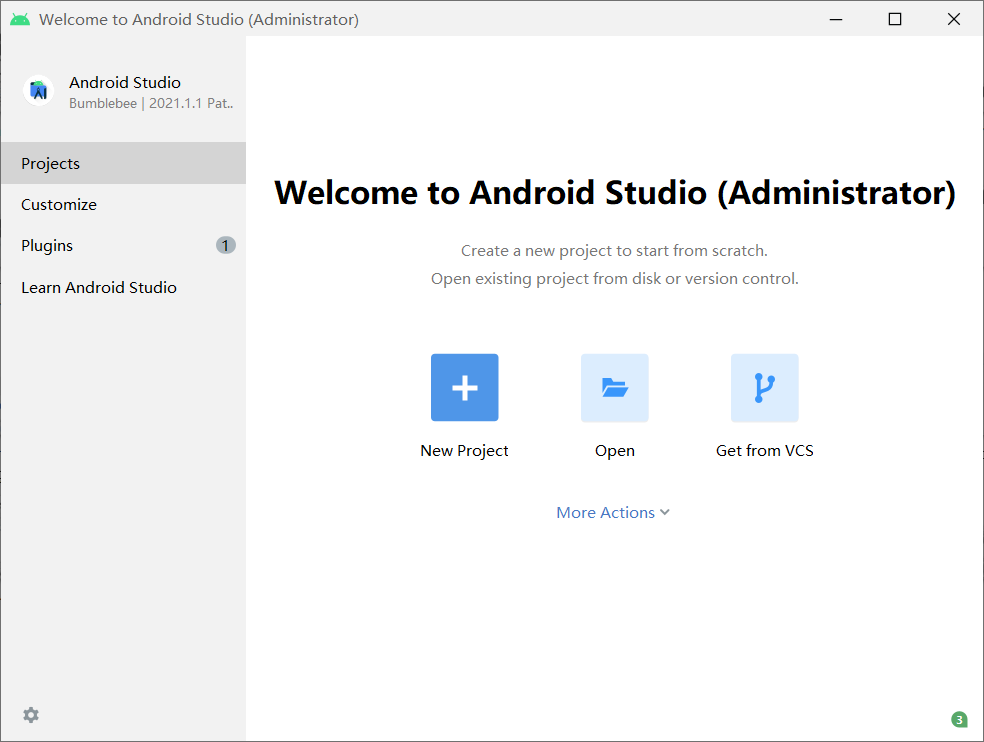 Welcome to Android Studio (Administrator)
Android Studio
Bumblebee | 2021.1.1 Pat..
Projects
Customize
Plugins
1
Learn Android Studio
Welcome to Android Studio (Administrator)
Create a new project to start from scratch.
Open existing project from disk or version control.
New Project
Open
Get from VCS
More Actions
3